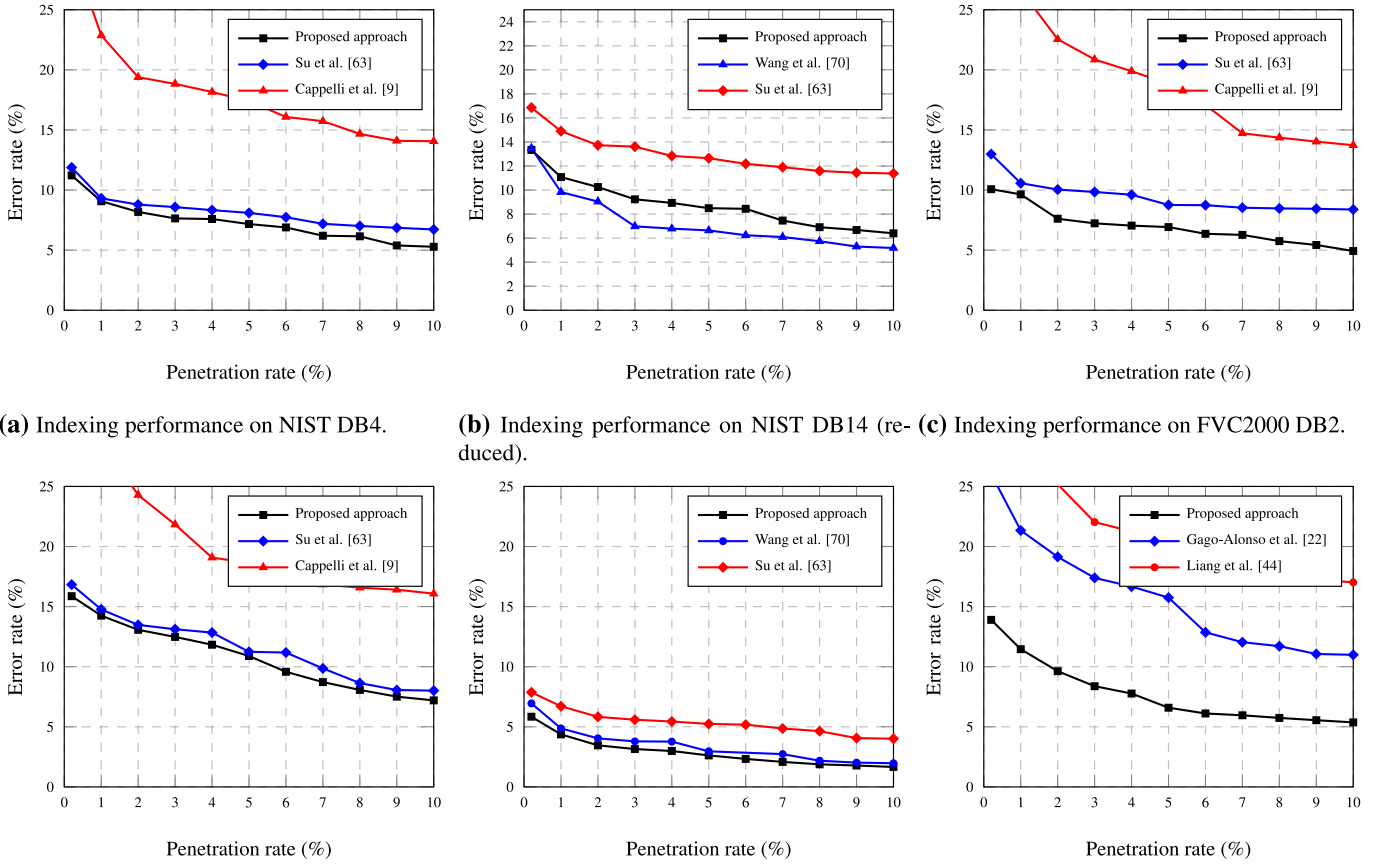 25
20
15
10
5
0
Error rate (%)
Proposed approach
Su et al. [63]
Cappelli et al. [9]
0 1 2 3 4 5 6 7 8 9 10
Penetration rate (%)
24
22
20
18
16
14
12
10
8
6
4
2
0
Error rate (%)
Proposed approach
Wang et al. [70]
Su et al. [63]
0 1 2 3 4 5 6 7 8 9 10
Penetration rate (%)
25
20
15
10
5
0
Error rate (%)
Proposed approach
Su et al. [63]
Cappelli et al. [9]
0 1 2 3 4 5 6 7 8 9 10
Penetration rate (%)
(a) Indexing performance on NIST DB4.
(b) Indexing performance on NIST DB14 (re-
duced).
(c) Indexing performance on FVC2000 DB2.
25
20
15
10
5
0
Error rate (%)
Proposed approach
Su et al. [63]
Cappelli et al. [9]
0 1 2 3 4 5 6 7 8 9 10
Penetration rate (%)
25
20
15
10
5
0
Error rate (%)
Proposed approach
Wang et al. [70]
Su et al. [63]
0 1 2 3 4 5 6 7 8 9 10
Penetration rate (%)
25
20
15
10
5
0
Error rate (%)
Proposed approach
Gago-Alonso et al. [22]
Liang et al. [44]
0 1 2 3 4 5 6 7 8 9 10
Penetration rate (%)